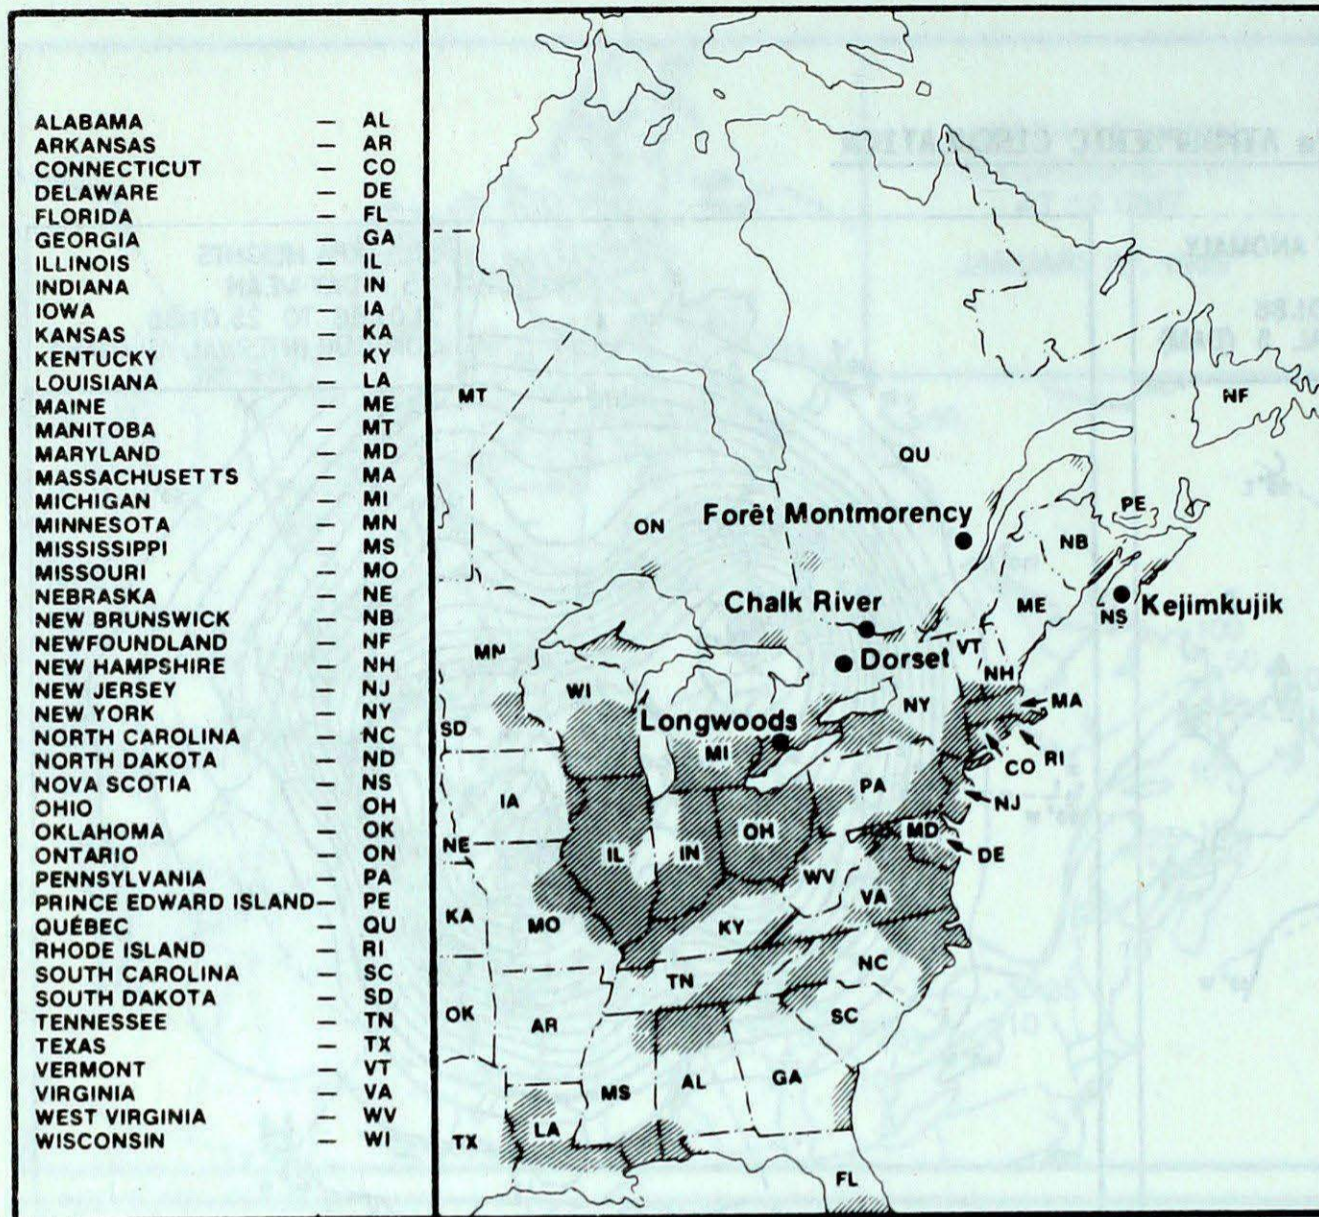 ALABAMA — AL
ARKANSAS — AR
CONNECTICUT — CO
DELAWARE — DE
FLORIDA — FL
GEORGIA — GA
ILLINOIS — IL
INDIANA — IN
IOWA — IA
KANSAS — KA
KENTUCKY — KY
LOUISIANA — LA
MAINE — ME
MANITOBA — MT
MARYLAND — MD
MASSACHUSETTS — MA
MICHIGAN — MI
MINNESOTA — MN
MISSISSIPPI — MS
MISSOURI — MO
NEBRASKA — NE
NEW BRUNSWICK — NB
NEWFOUNDLAND — NF
NEW HAMPSHIRE — NH
NEW JERSEY — NJ
NEW YORK — NY
NORTH CAROLINA — NC
NORTH DAKOTA — ND
NOVA SCOTIA — NS
OHIO — OH
OKLAHOMA — OK
ONTARIO — ON
PENNSYLVANIA — PA
PRINCE EDWARD ISLAND — PE
QUÉBEC — QU
RHODE ISLAND — RI
SOUTH CAROLINA — SC
SOUTH DAKOTA — SD
TENNESSEE — TN
TEXAS — TX
VERMONT — VT
VIRGINIA — VA
WEST VIRGINIA — WV
WISCONSIN — WI
MT
NF
QU
PE
ON
Forêt Montmorency
NB
Chalk River
ME
NS
Kejimkujik
MN
Dorset
VT
NH
WI
NY
MA
SD
Longwoods
MI
CO
RI
IA
PA
NJ
NE
IL
IN
OH
MD
DE
WV
VA
KA
MO
KY
NC
TN
OK
AR
SC
MS
AL
GA
LA
TX
FL